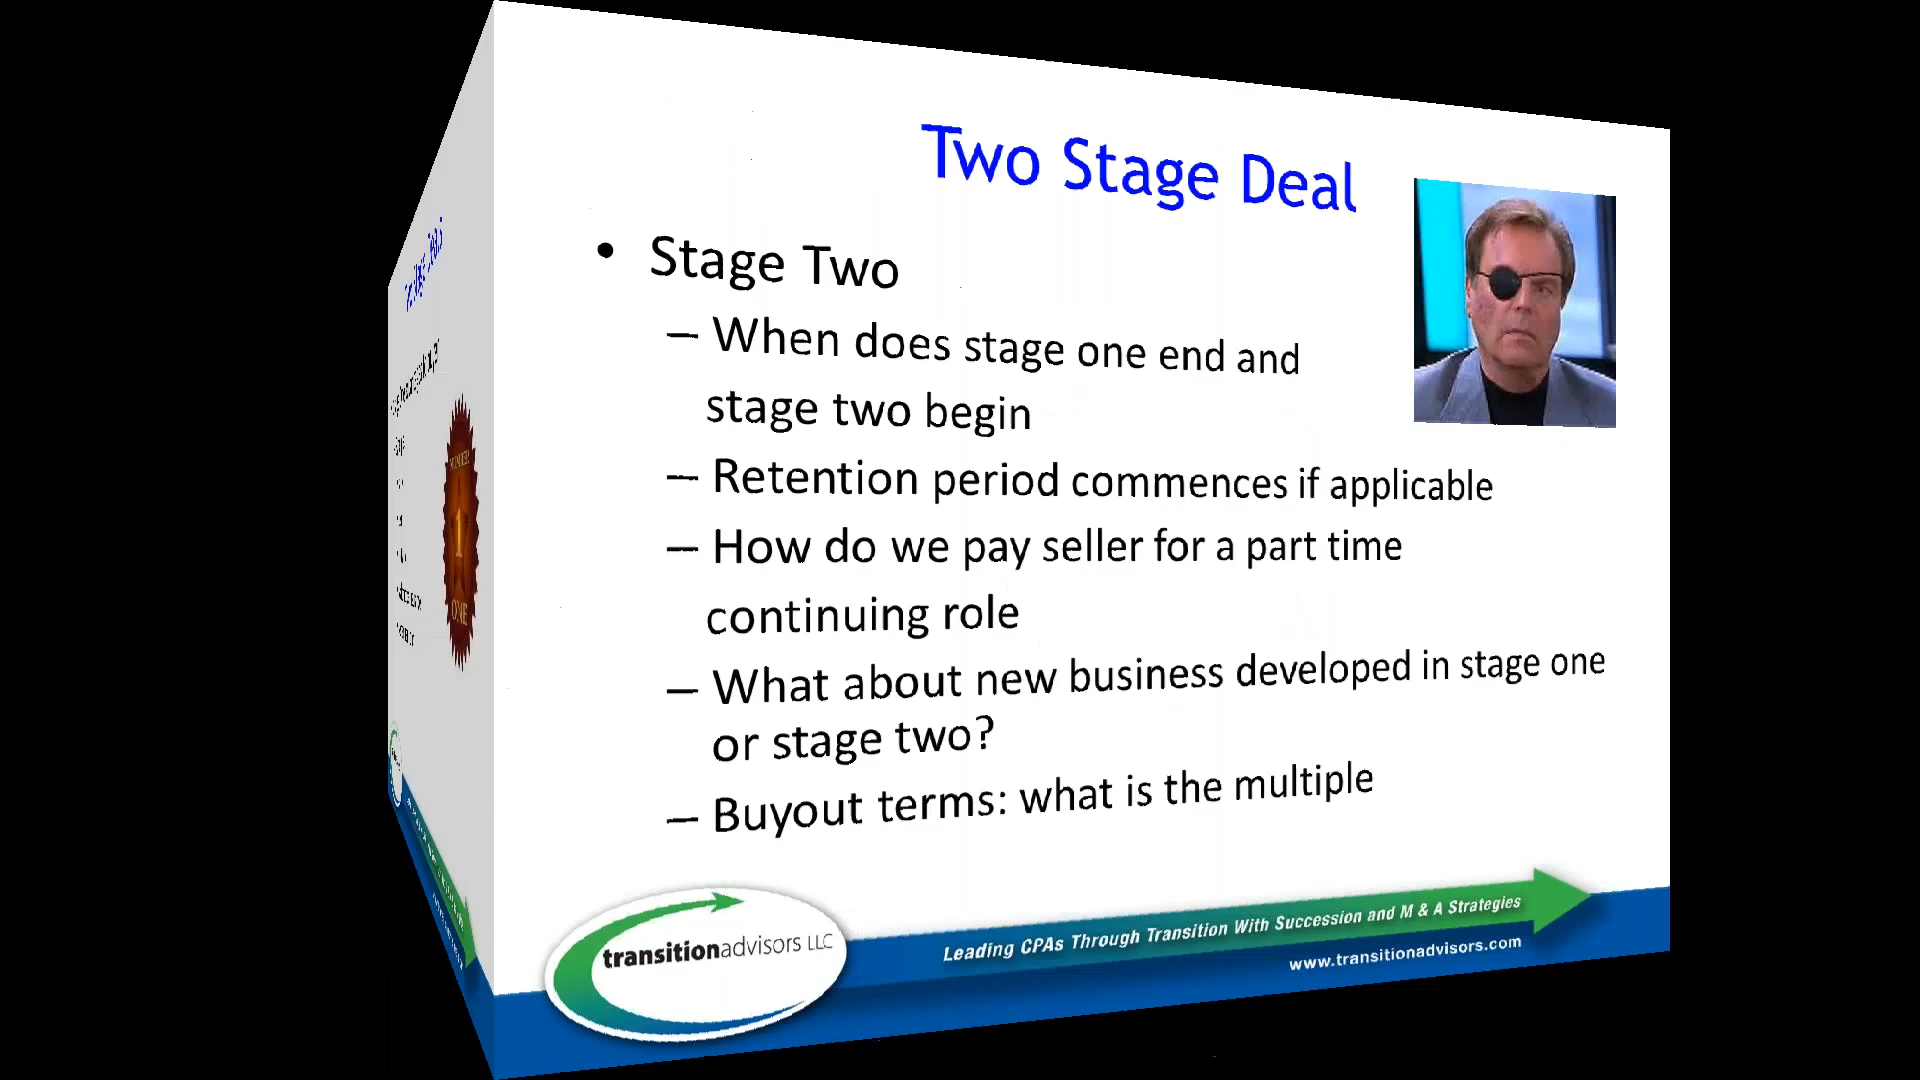 Two Stage Deal
• Stage Two
– When does stage one end and
stage two begin
– Retention period commences if applicable
– How do we pay seller for a part time
continuing role
– What about new business developed in stage one
or stage two?
– Buyout terms: what is the multiple
transitionadvisors LLC
Leading CPAs Through Transition With Succession and M & A Strategies
www.transitionadvisors.com
1
ONE